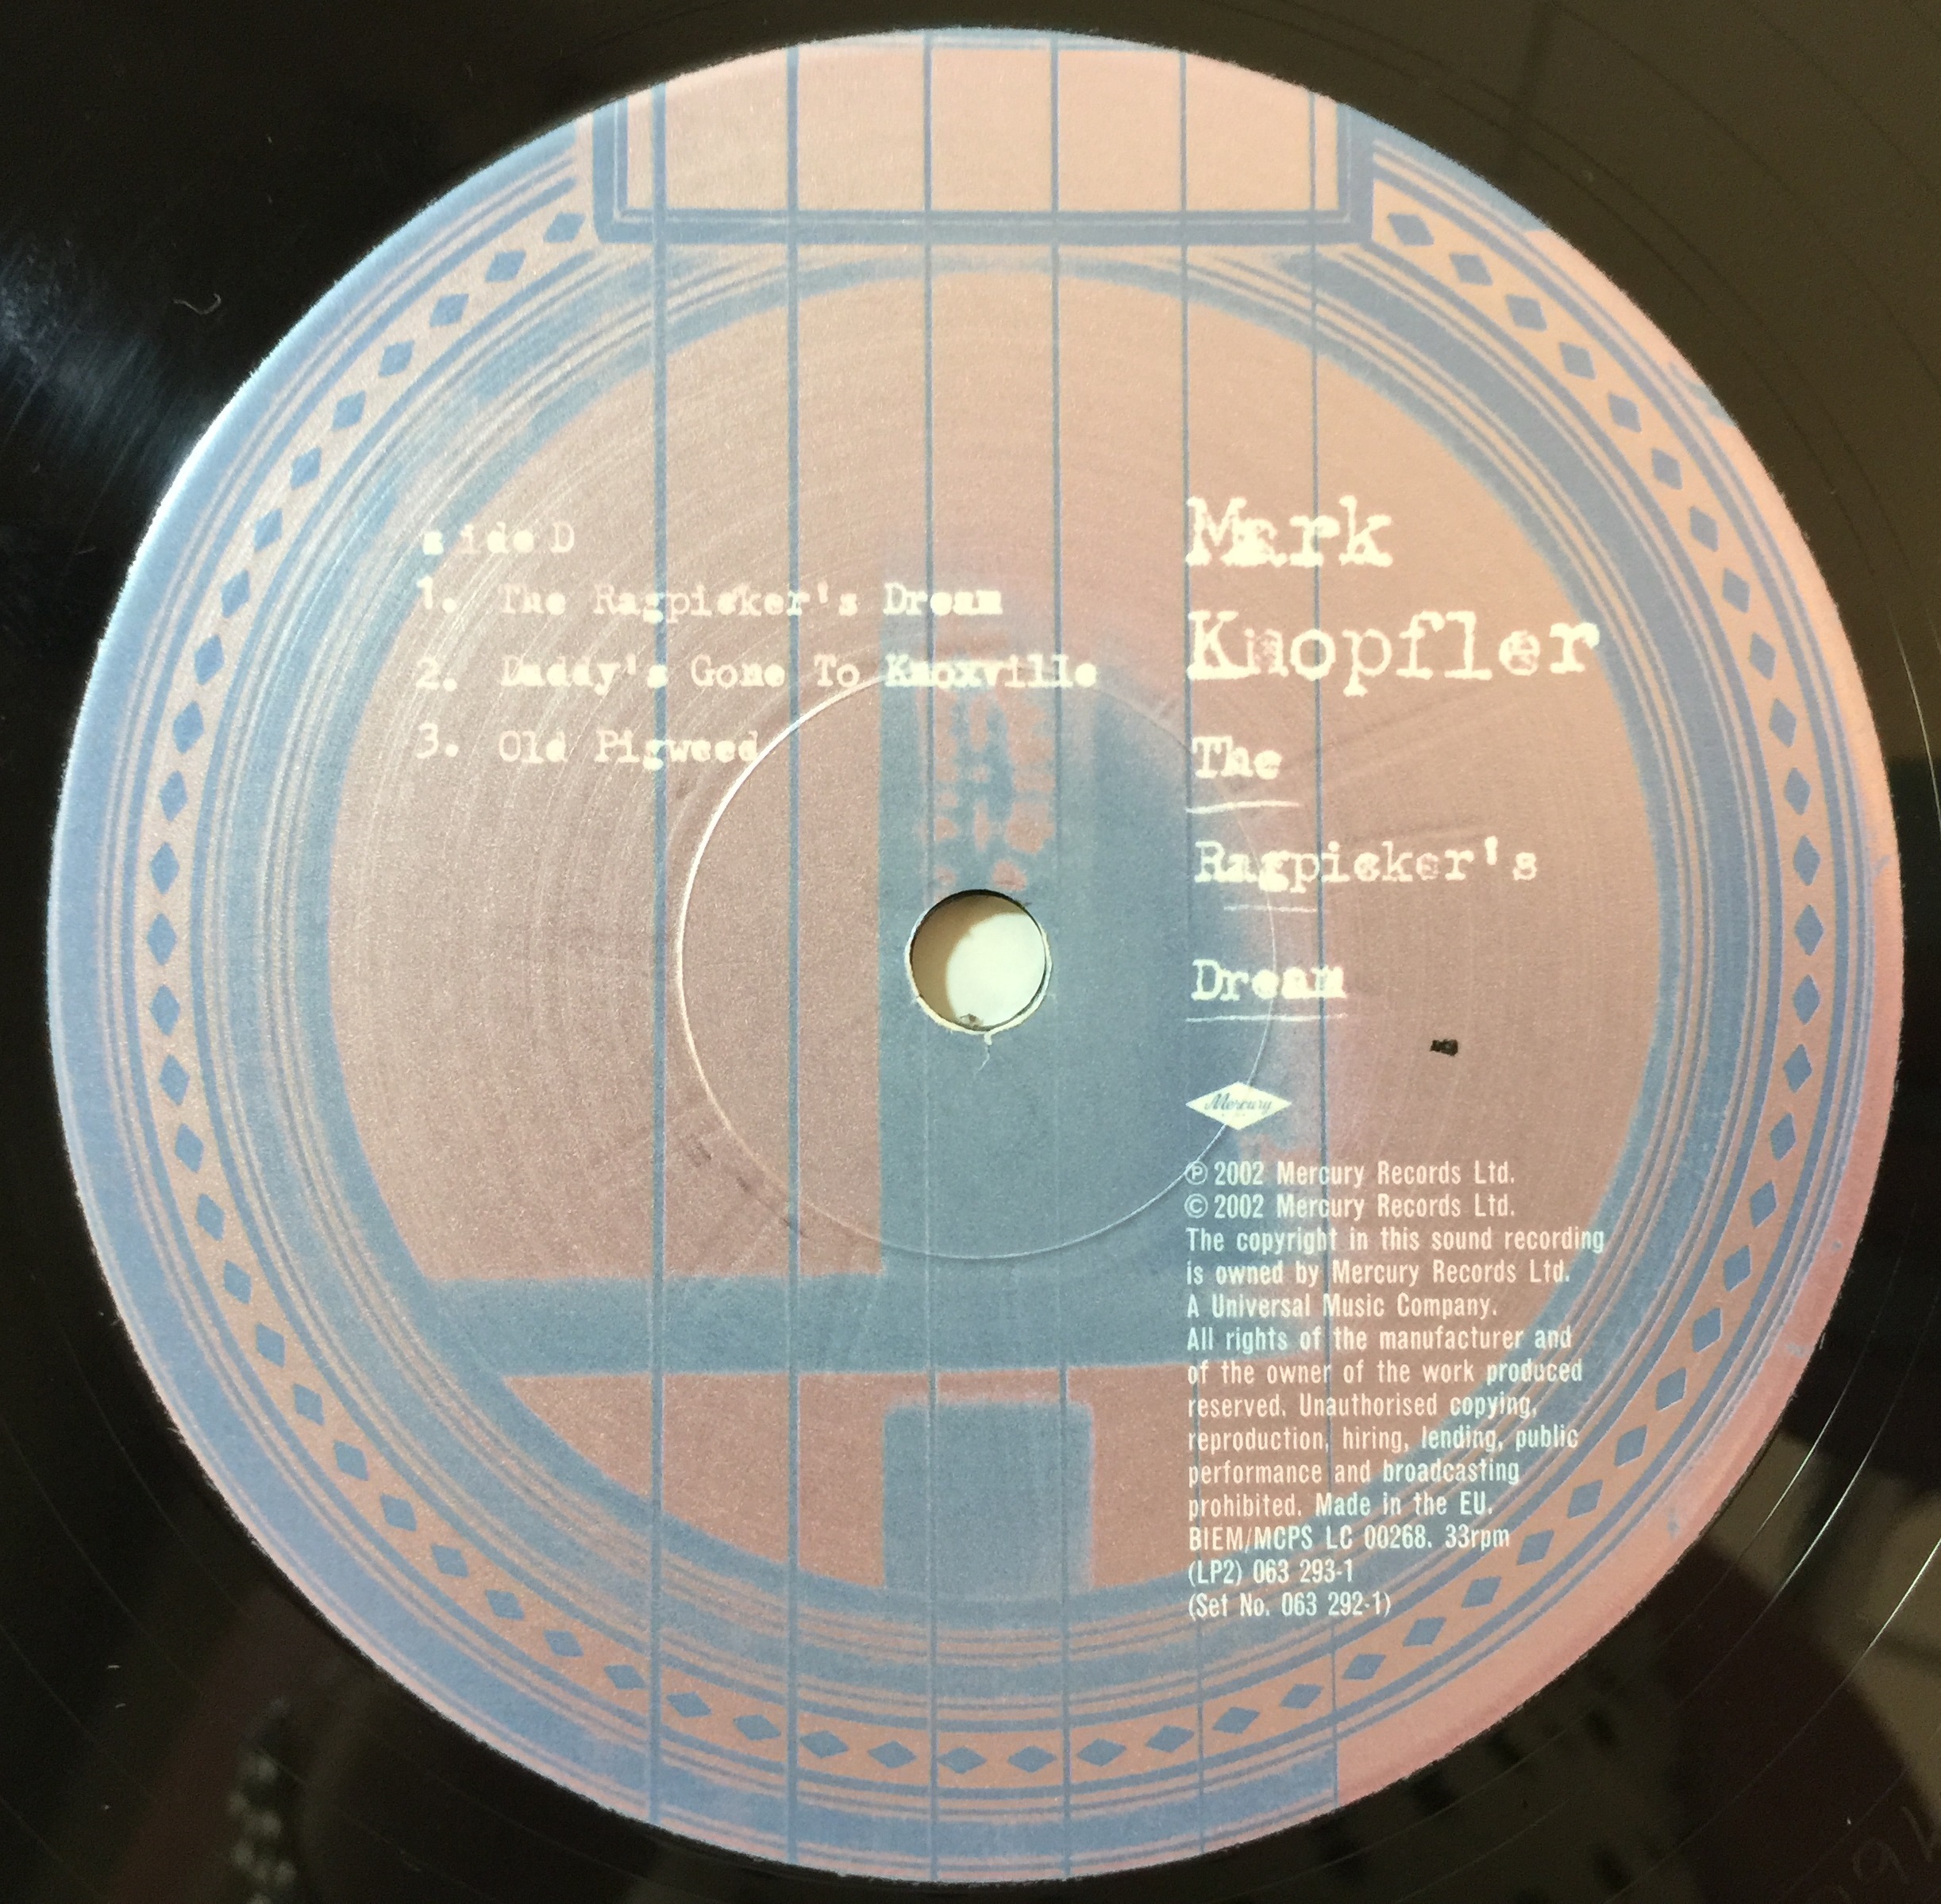 side D
1. The Ragpicker's Dream
2. Daddy's Gone To Knoxville
3. Old Pigweed
Mark
Knopfler
The
Ragpicker's
Dream
Mercury
℗ 2002 Mercury Records Ltd.
© 2002 Mercury Records Ltd.
The copyright in this sound recording
is owned by Mercury Records Ltd.
A Universal Music Company.
All rights of the manufacturer and
of the owner of the work produced
reserved. Unauthorised copying,
reproduction, hiring, lending, public
performance and broadcasting
prohibited. Made in the EU.
BIEM/MCPS LC 00268. 33rpm
(LP2) 063 293-1
(Set No. 063 292-1)